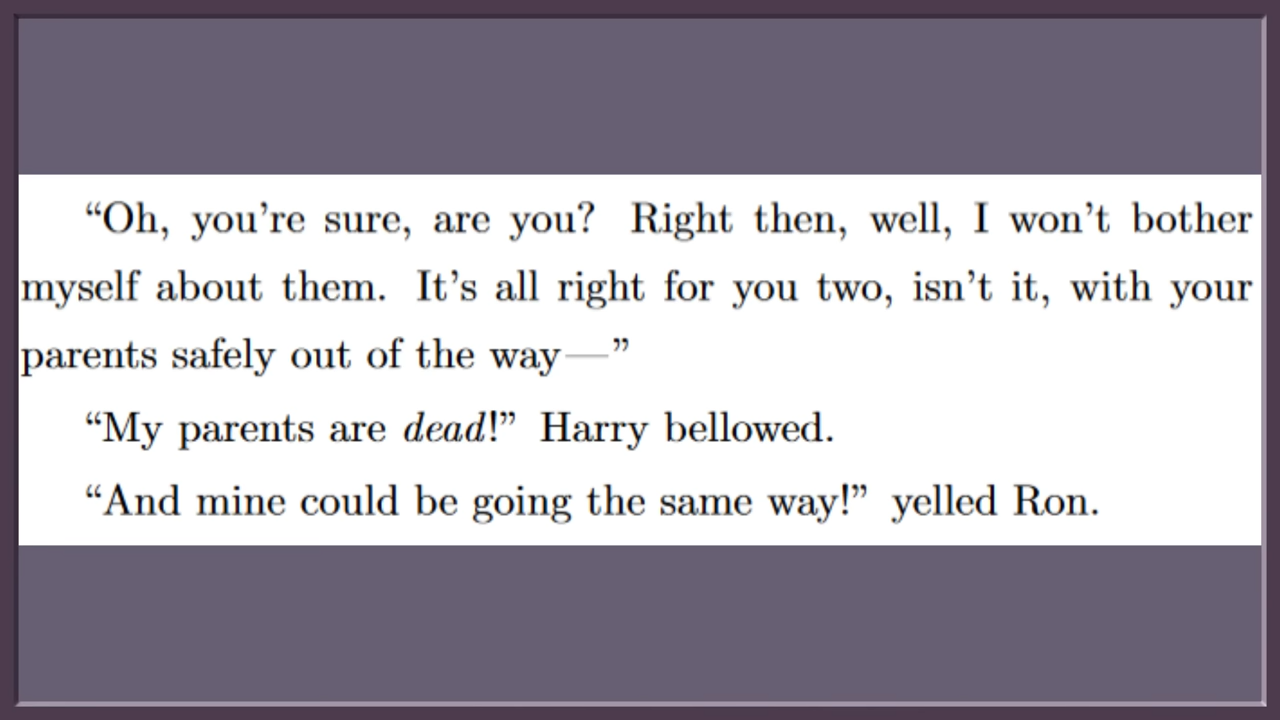 “Oh, you’re sure, are you? Right then, well, I won’t bother
myself about them. It’s all right for you two, isn’t it, with your
parents safely out of the way—”
“My parents are dead!” Harry bellowed.
“And mine could be going the same way!” yelled Ron.